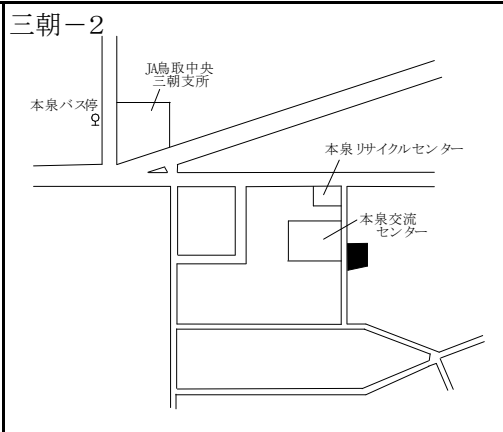 三朝－2
JA鳥取中央
三朝支所
本泉バス停
本泉リサイクルセンター
本泉交流
センター